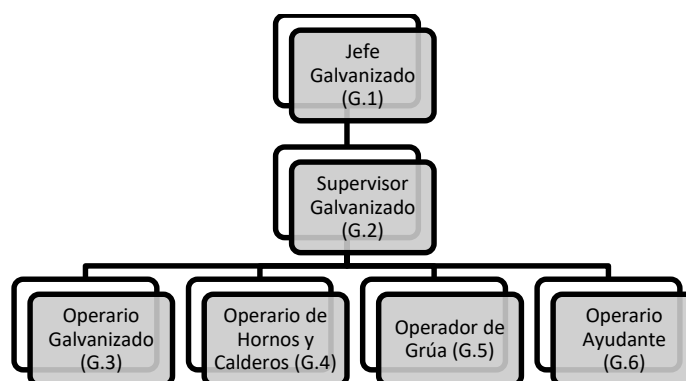 Jefe
Galvanizado
(G.1)
Supervisor
Galvanizado
(G.2)
Operario
Galvanizado
(G.3)
Operario de
Hornos y
Calderos (G.4)
Operador de
Grúa (G.5)
Operario
Ayudante
(G.6)